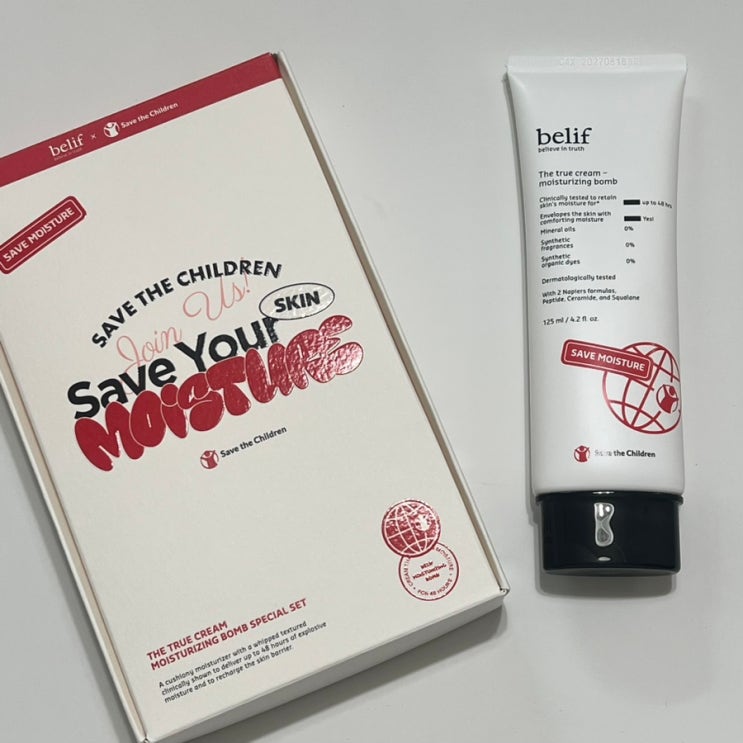 belif
believe in truth
×
Save the Children
SAVE MOISTURE
SAVE THE CHILDREN
Join Us!
SKIN
Save Your
MOISTURE
Save the Children
BELIF
MOISTURIZING
BOMB
FOR 48 HOURS
THE TRUE CREAM
MOISTURIZING BOMB SPECIAL SET
A cushiony moisturizer with a whipped textured
clinically shown to deliver up to 48 hours of explosive
moisture and to recharge the skin barrier.
belif
believe in truth
The true cream –
moisturizing bomb
Clinically tested to retain
skin's moisture for* up to 48 hrs
Envelopes the skin with
comforting moisture Yes!
Mineral oils 0%
Synthetic
fragrances 0%
Synthetic
organic dyes 0%
Dermatologically tested
With 2 Napiers formulas,
Peptide, Ceramide, and Squalane
125 ml / 4.2 fl. oz.
SAVE MOISTURE
Save the Children